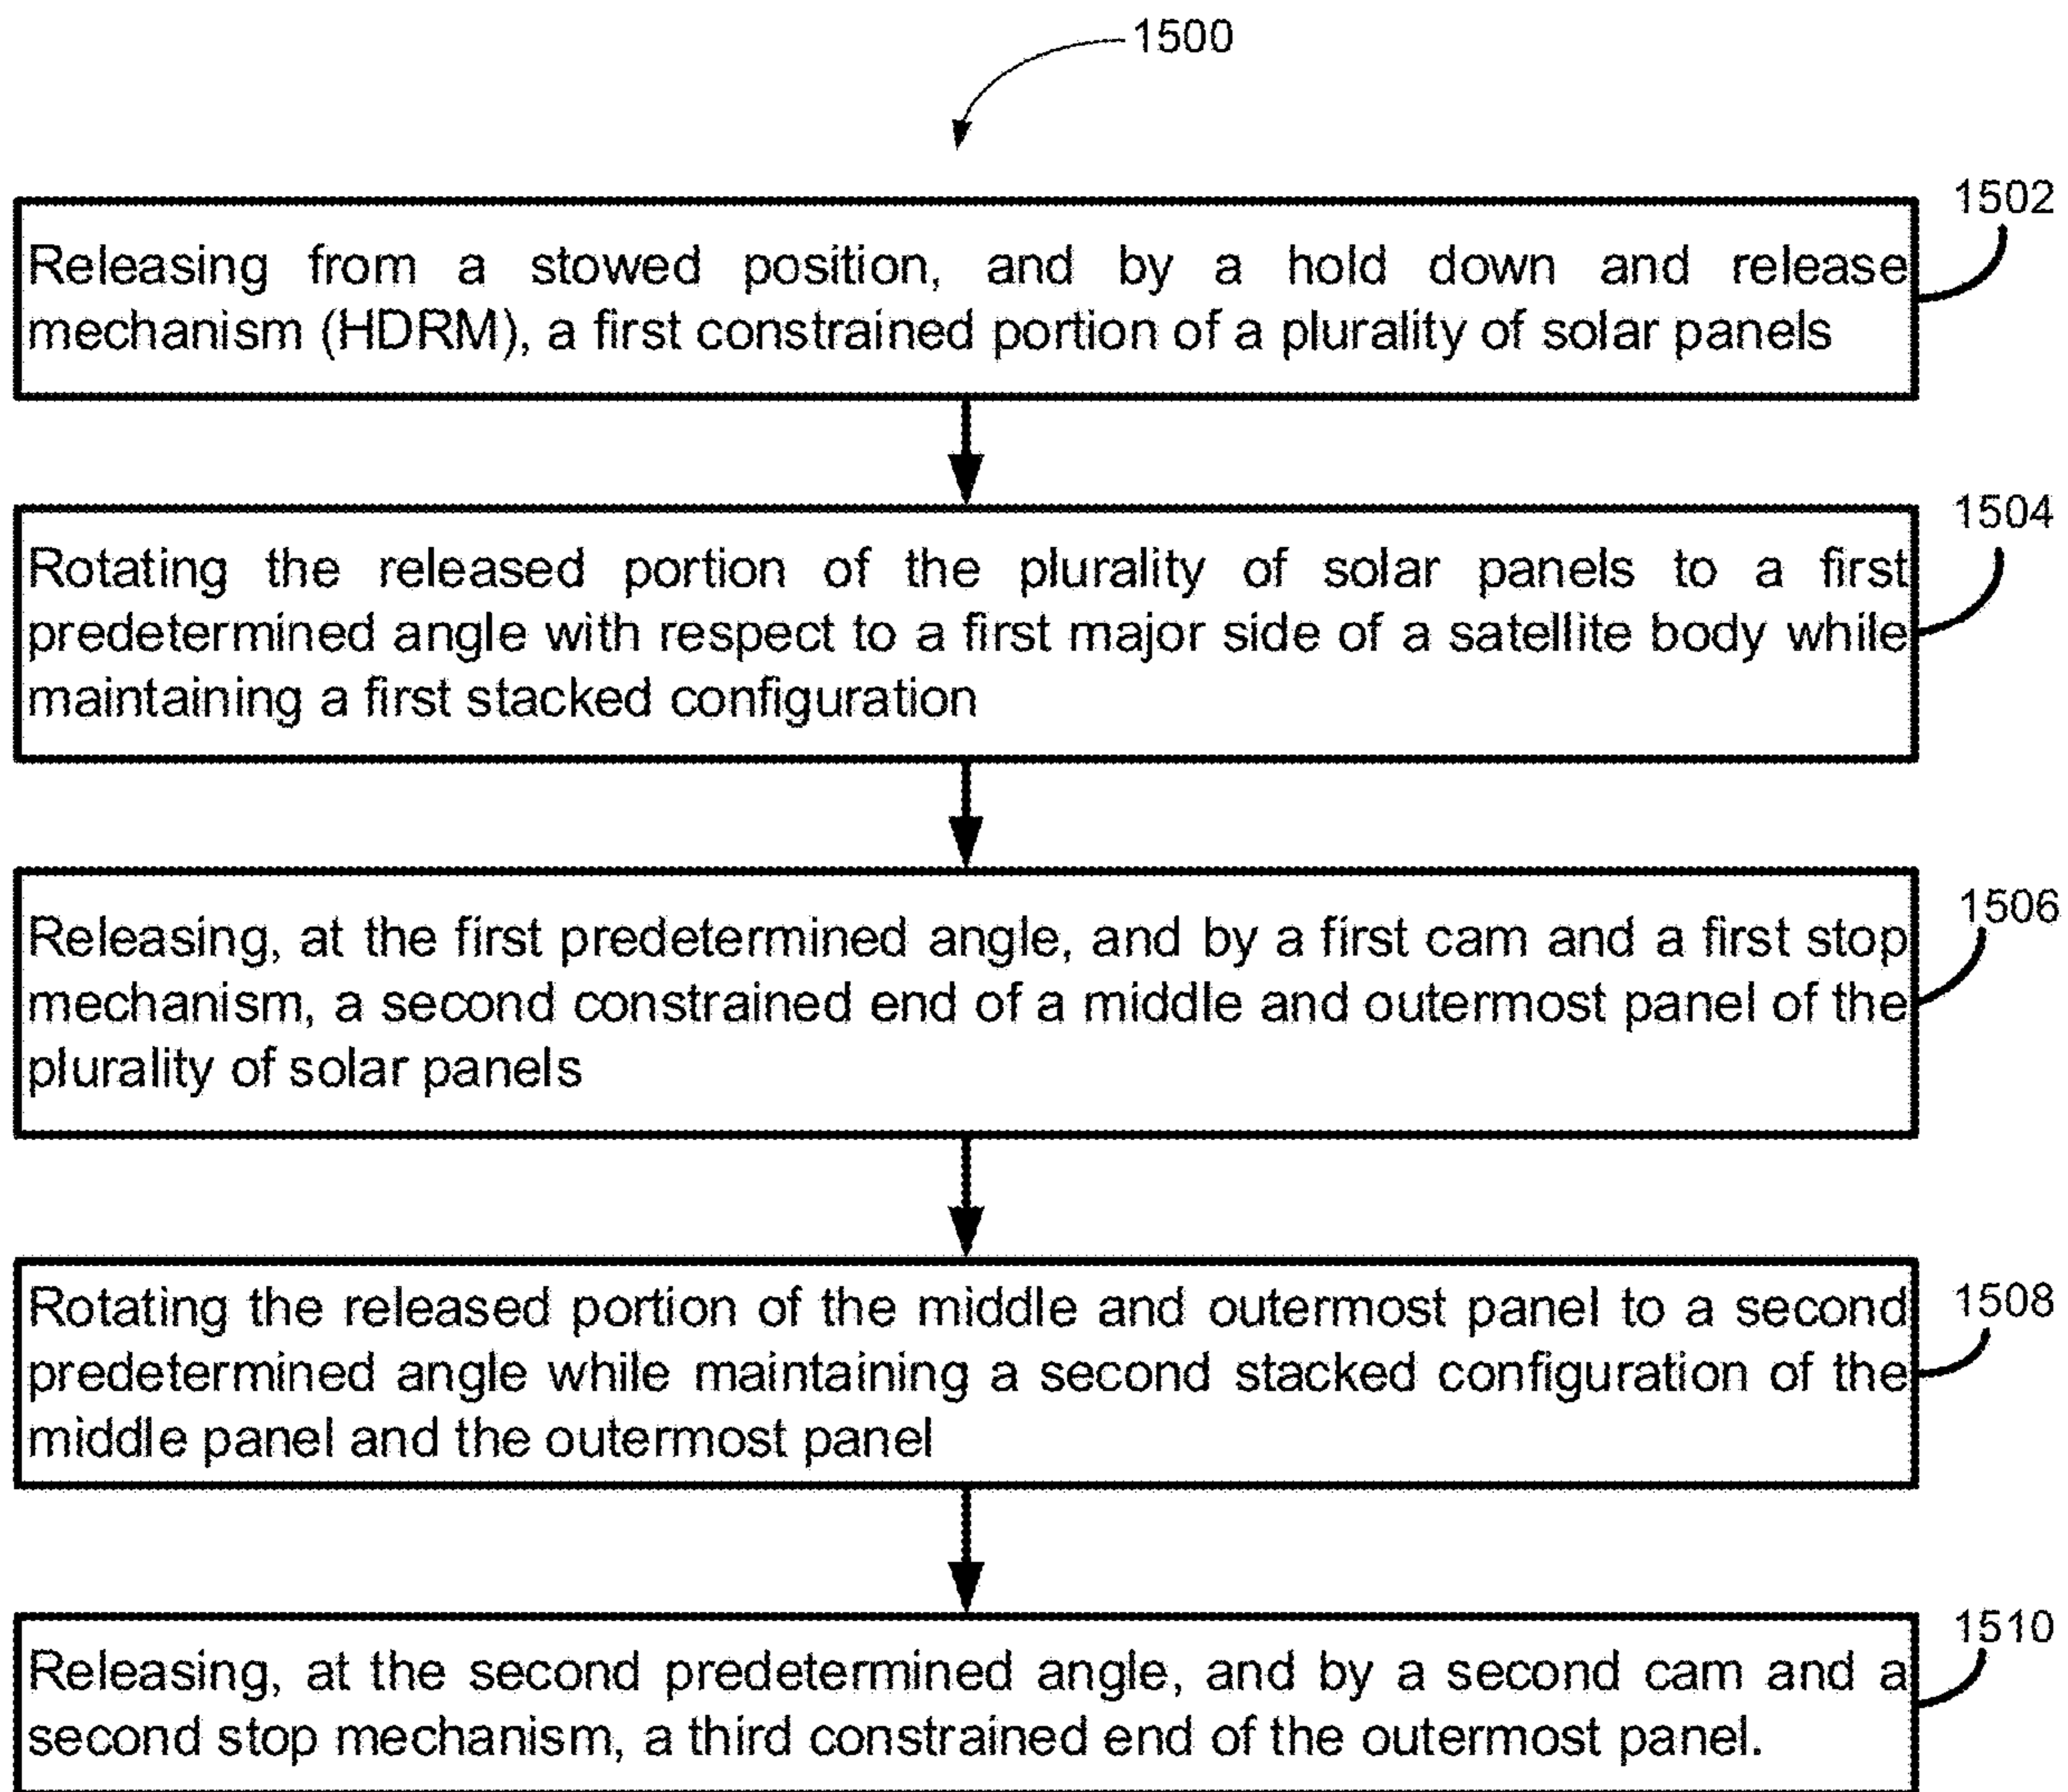 1500
1502
Releasing from a stowed position, and by a hold down and release
mechanism (HDRM), a first constrained portion of a plurality of solar panels
1504
Rotating the released portion of the plurality of solar panels to a first
predetermined angle with respect to a first major side of a satellite body while
maintaining a first stacked configuration
1506
Releasing, at the first predetermined angle, and by a first cam and a first stop
mechanism, a second constrained end of a middle and outermost panel of the
plurality of solar panels
1508
Rotating the released portion of the middle and outermost panel to a second
predetermined angle while maintaining a second stacked configuration of the
middle panel and the outermost panel
1510
Releasing, at the second predetermined angle, and by a second cam and a
second stop mechanism, a third constrained end of the outermost panel.